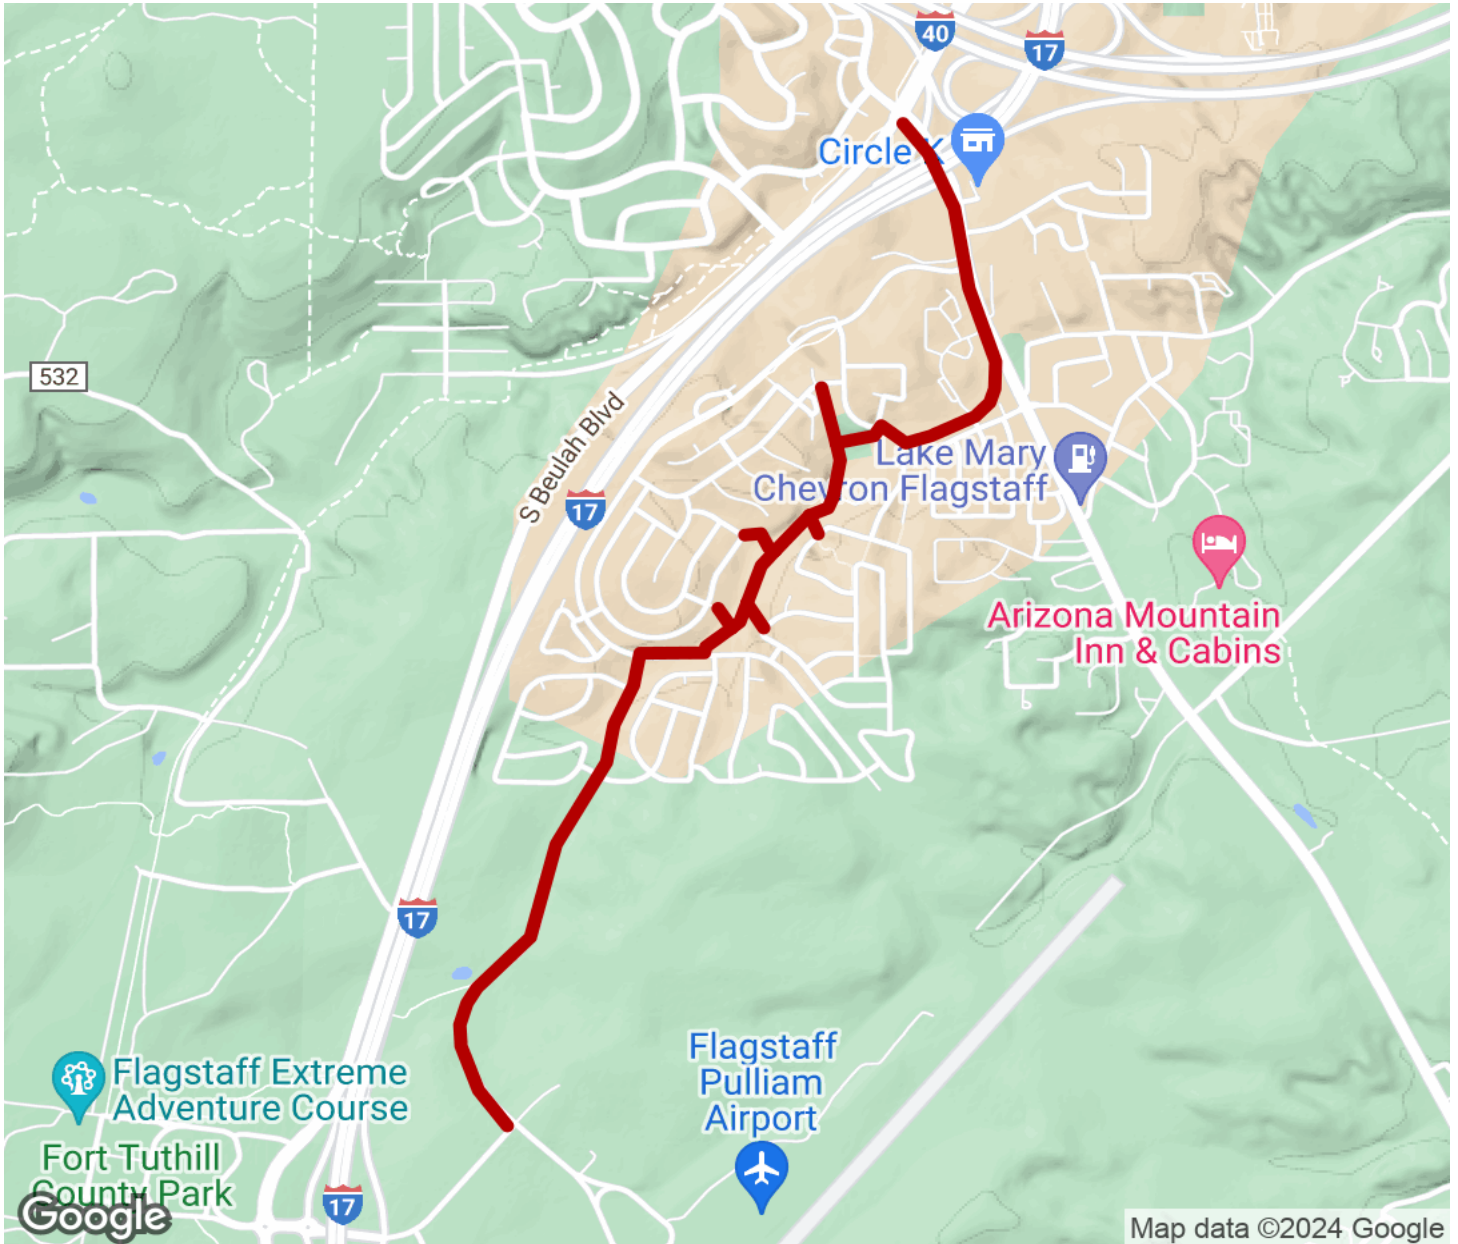 40
17
Circle K
532
S Beulah Blvd
17
Lake Mary
Chevron Flagstaff
Arizona Mountain
Inn & Cabins
17
Flagstaff Extreme
Adventure Course
Flagstaff
Pulliam
Airport
Fort Tuthill
County Park
17
Google
Map data ©2024 Google